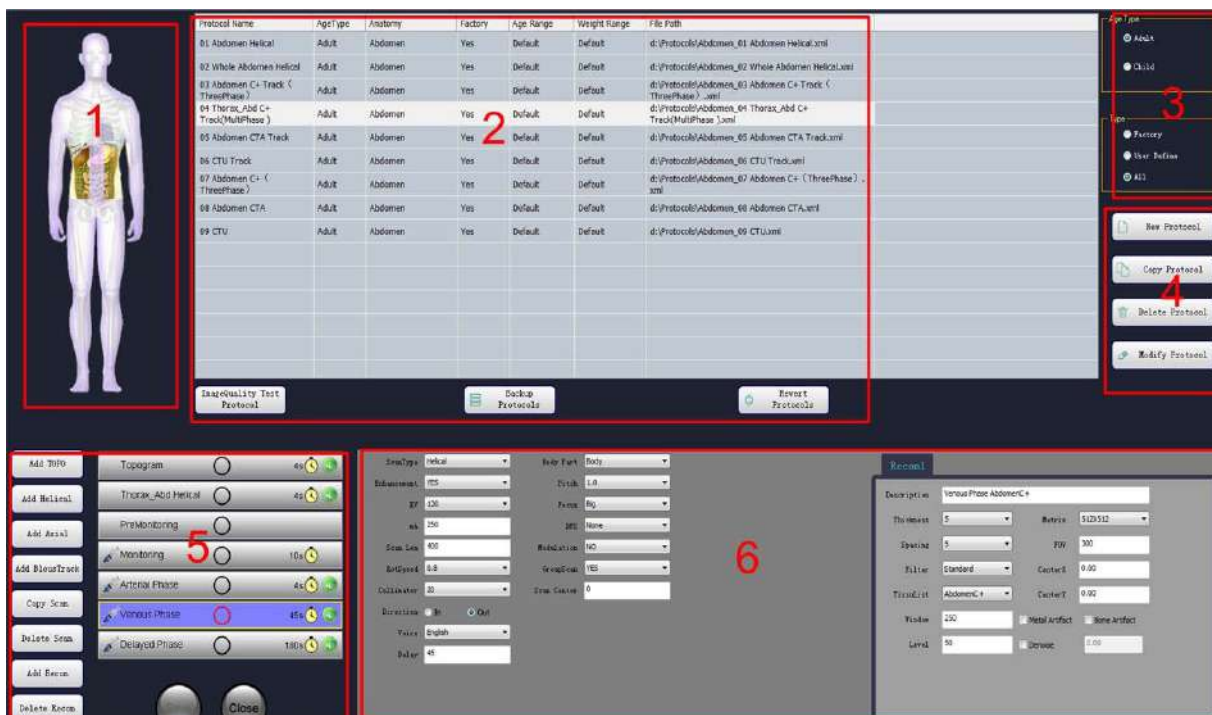 1
Protocol Name AgeType Anatomy Factory Age Range Weight Range File Path
01 Abdomen Helical Adult Abdomen Yes Default Default d:\Protocols\Abdomen_01 Abdomen Helical.xml
02 Whole Abdomen Helical Adult Abdomen Yes Default Default d:\Protocols\Abdomen_02 Whole Abdomen Helical.xml
03 Abdomen C+ Track（ Adult Abdomen Yes Default Default d:\Protocols\Abdomen_03 Abdomen C+ Track（
ThreePhase） ThreePhase）.xml
04 Thorax_Abd C+ Adult Abdomen Yes Default Default d:\Protocols\Abdomen_04 Thorax_Abd C+
Track(MultiPhase ) Track(MultiPhase ).xml
05 Abdomen CTA Track Adult Abdomen Yes Default Default d:\Protocols\Abdomen_05 Abdomen CTA Track.xml
06 CTU Track Adult Abdomen Yes Default Default d:\Protocols\Abdomen_06 CTU Track.xml
07 Abdomen C+（ Adult Abdomen Yes Default Default d:\Protocols\Abdomen_07 Abdomen C+（ThreePhase）.
ThreePhase） xml
08 Abdomen CTA Adult Abdomen Yes Default Default d:\Protocols\Abdomen_08 Abdomen CTA.xml
09 CTU Adult Abdomen Yes Default Default d:\Protocols\Abdomen_09 CTU.xml
2
ImageQuality Test
Protocol
Backup
Protocols
Revert
Protocols
Age Type
Adult
Child
3
Type
Factory
User Define
All
New Protocol
Copy Protocol
4
Delete Protocol
Modify Protocol
Add TOPO
Add Helical
Add Axial
Add BlousTrack
Copy Scan
Delete Scan
Add Recon
Delete Recon
Topogram 4s
Thorax_Abd Helical 4s
PreMonitoring
5
Monitoring 10s
Arterial Phase 4s
Venous Phase 45s
Delayed Phase 180s
Close
ScanType Helical Body Part Body
Enhancement YES Pitch 1.0
KV 120 Focus Big
mA 250 None
Scan Len 400 Modulation NO
RotSpeed 0.8 GroupScan YES
Collimator 20 Scan Center 0
Direction In Out
Voice English
Delay 45
6
Recon1
Description Venous Phase AbdomenC+
Thickness 5 Matrix 512X512
Spacing 5 FOV 300
Filter Standard CenterX 0.00
TissueList AbdomenC+ CenterY 0.00
Window 250 Metal Artifact Bone Artifact
Level 50 Denoise 0.00